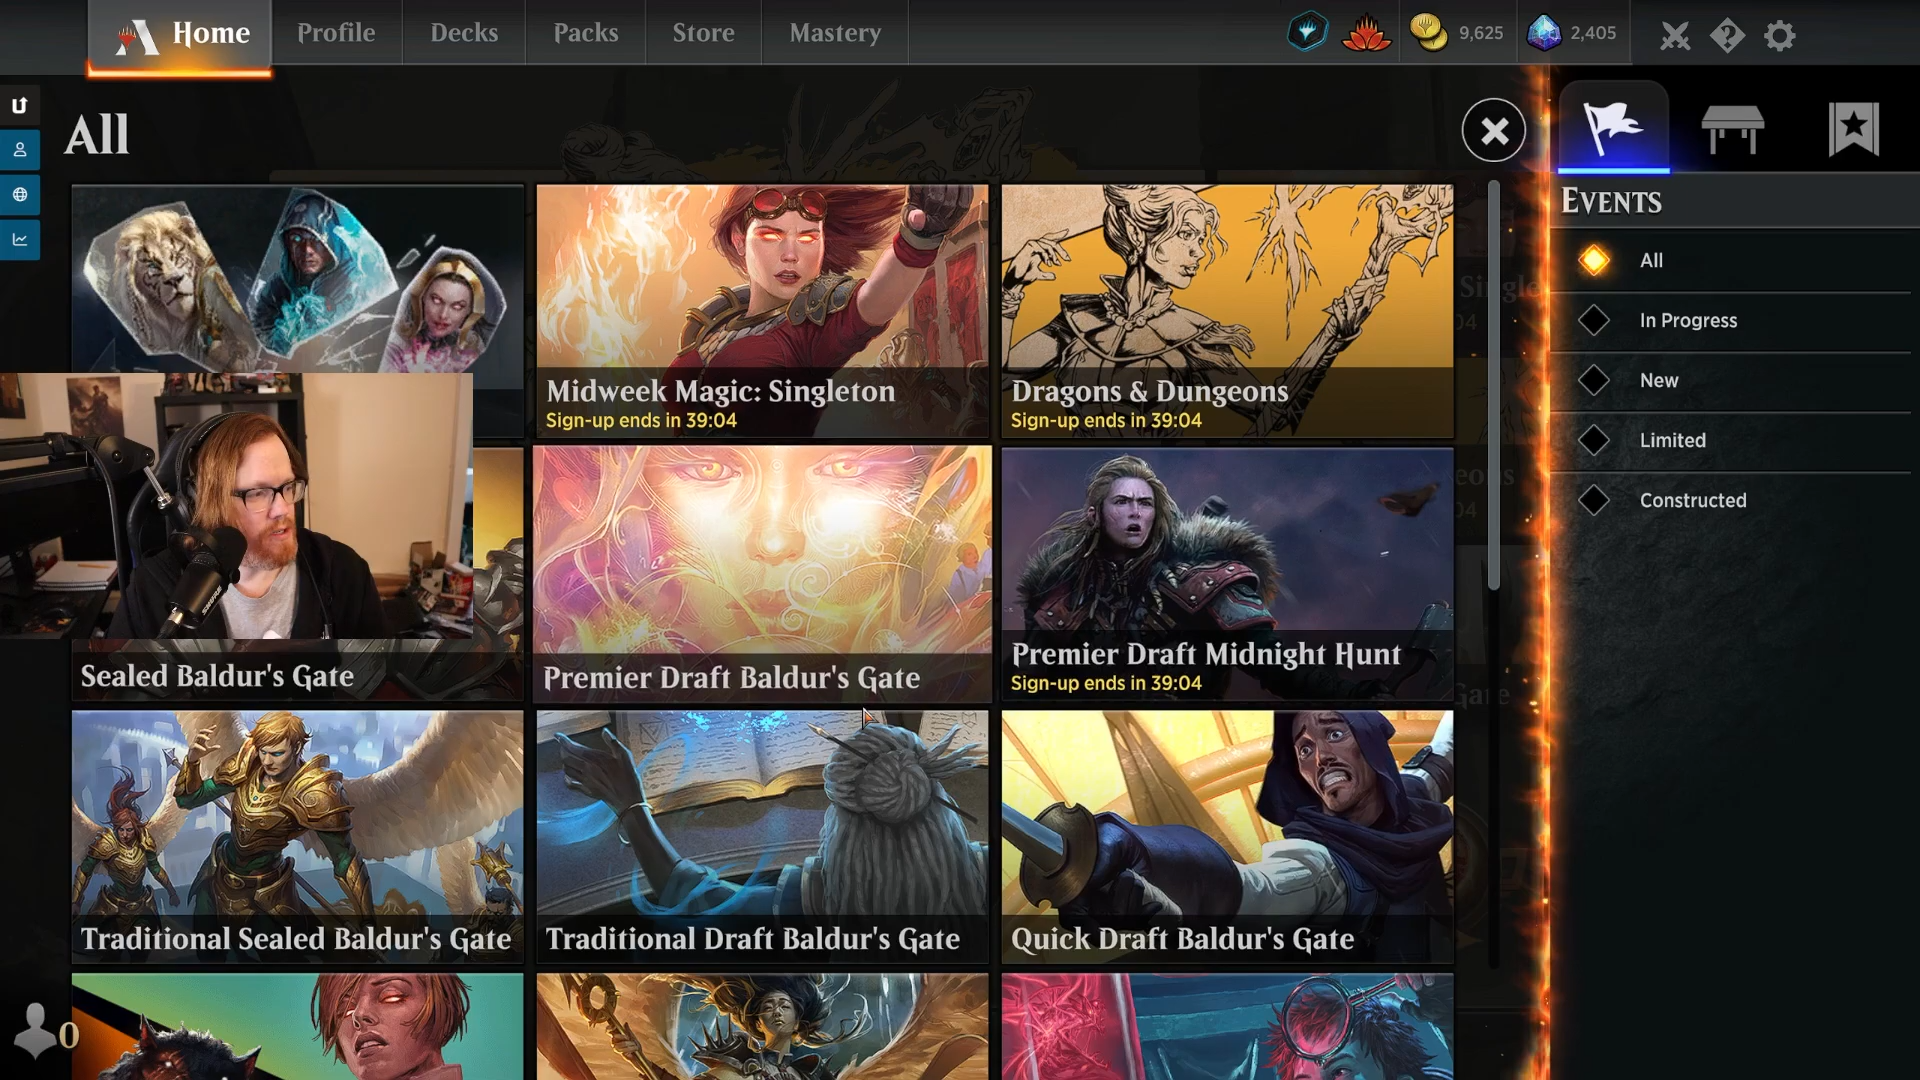 Home
Profile
Decks
Packs
Store
Mastery
9,625
2,405
All
Midweek Magic: Singleton
Sign-up ends in 39:04
Dragons & Dungeons
Sign-up ends in 39:04
Sealed Baldur's Gate
Premier Draft Baldur's Gate
Premier Draft Midnight Hunt
Sign-up ends in 39:04
Traditional Sealed Baldur's Gate
Traditional Draft Baldur's Gate
Quick Draft Baldur's Gate
0
Events
All
In Progress
New
Limited
Constructed